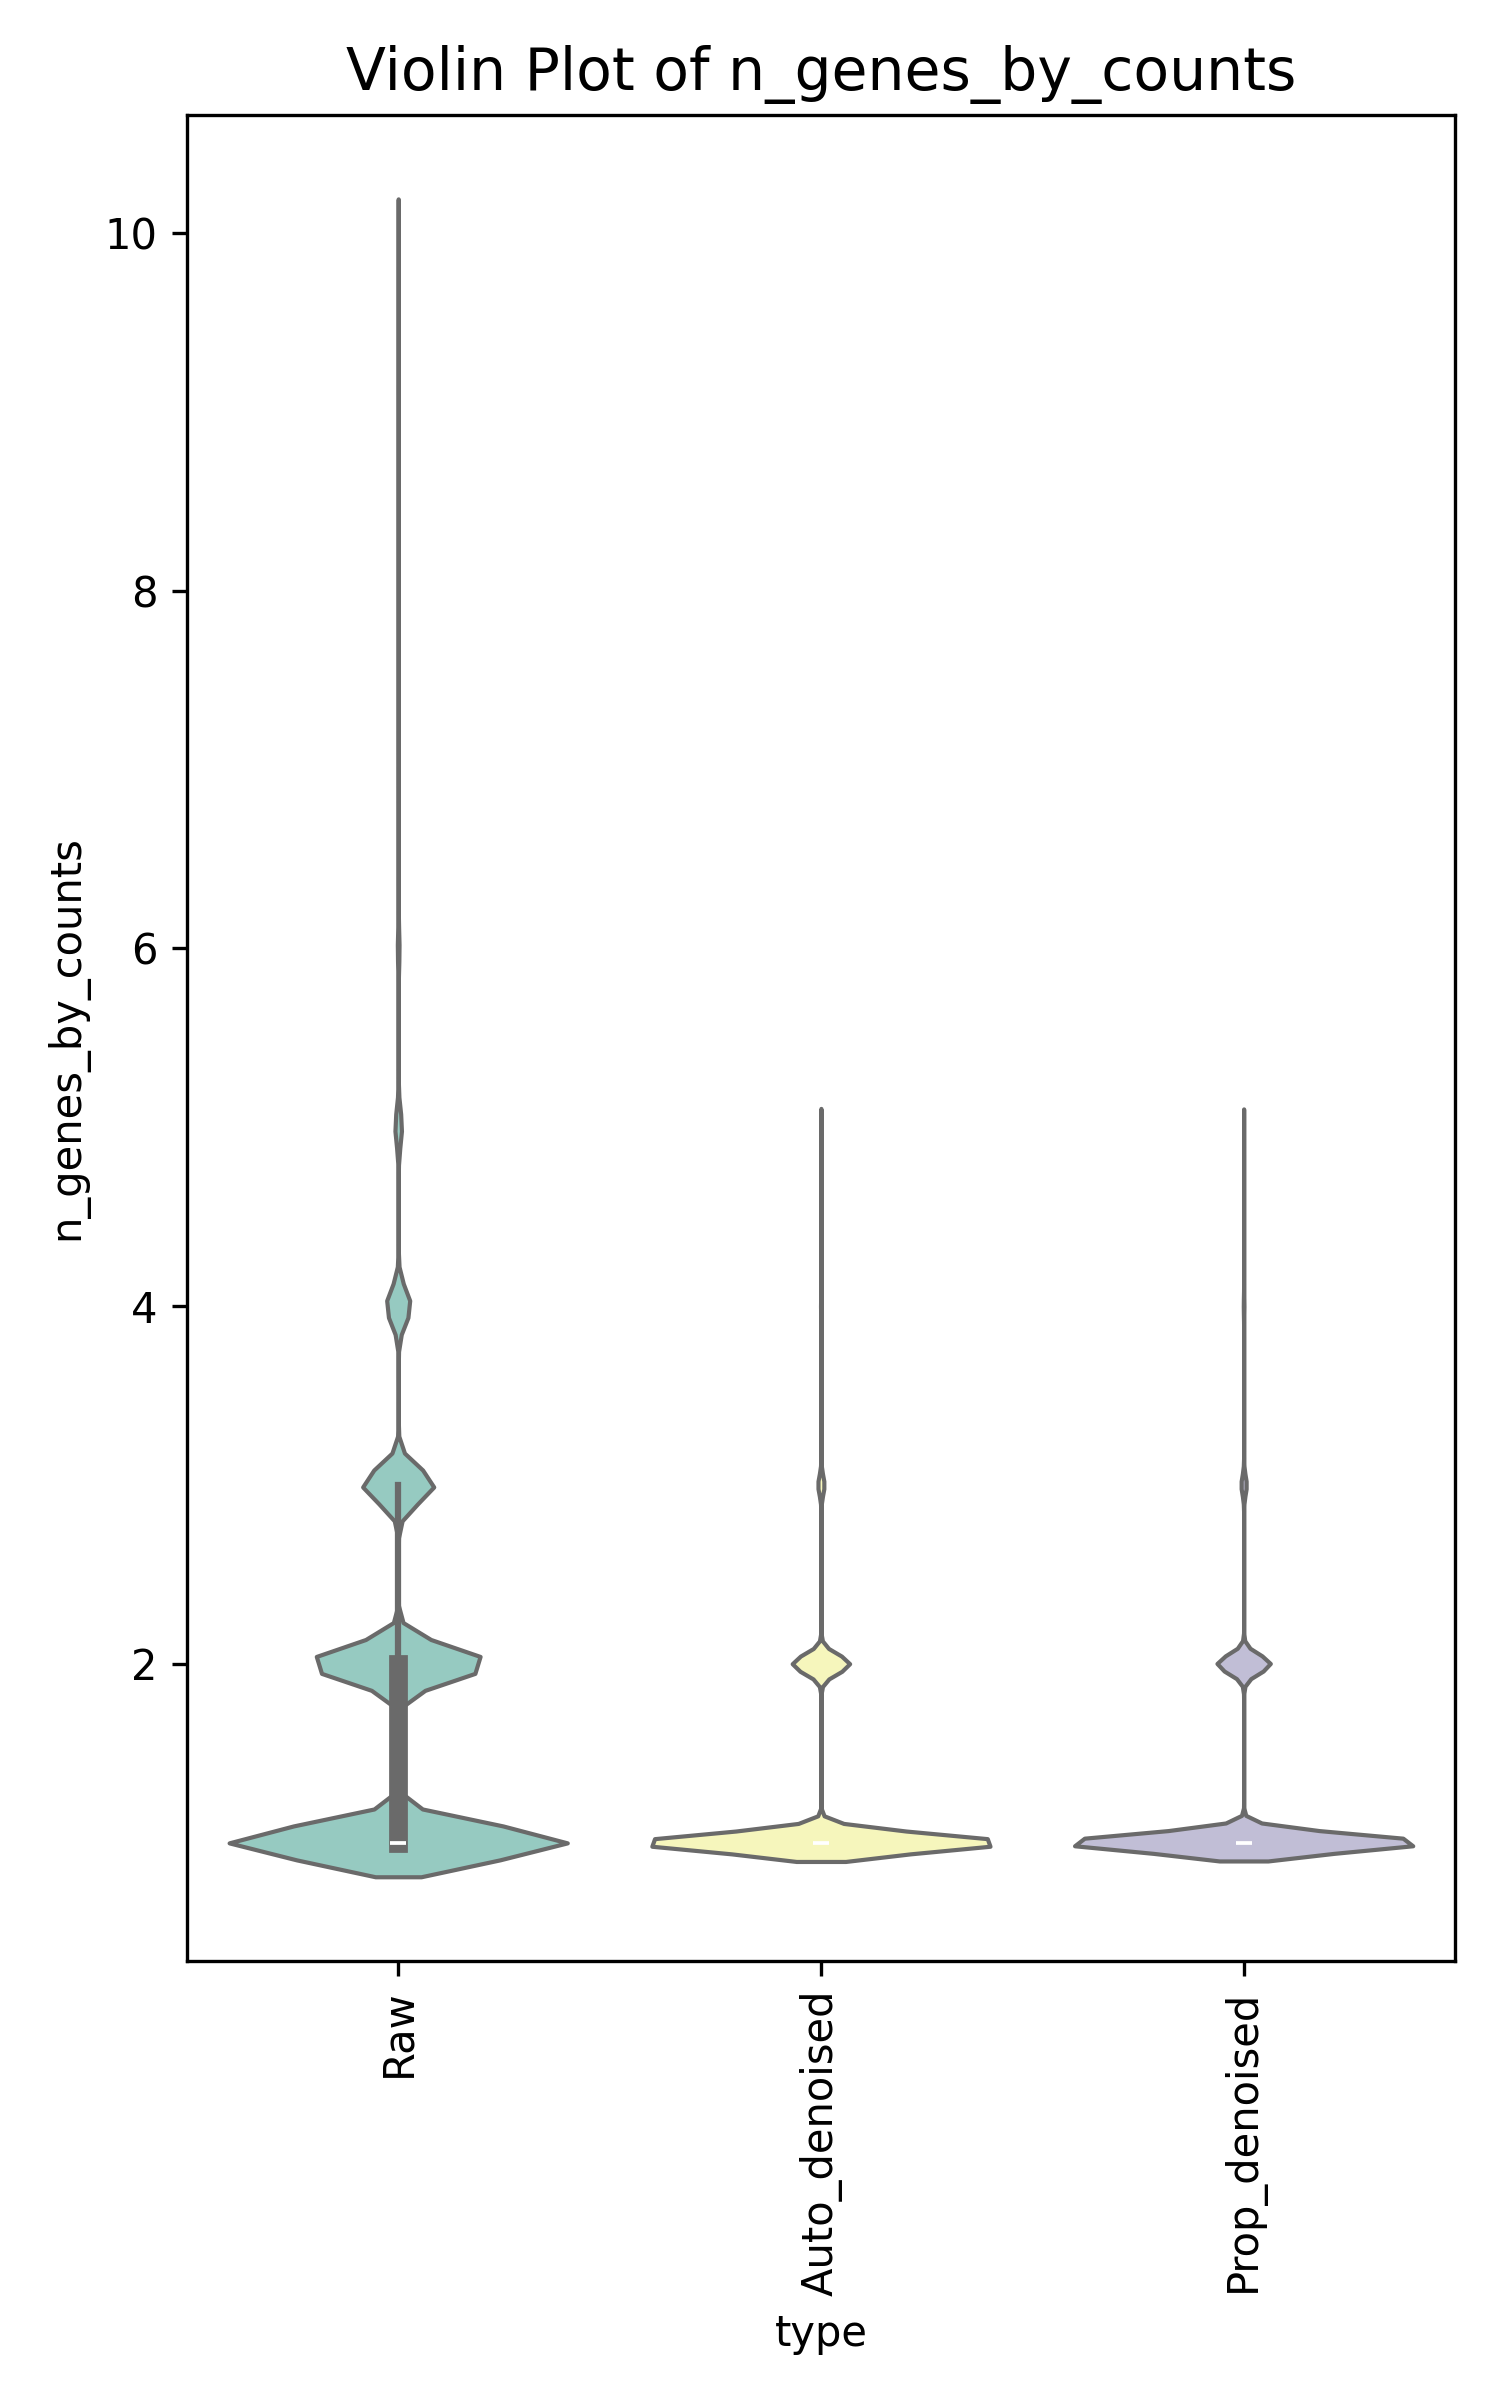 Violin Plot of n_genes_by_counts
10
8
6
4
2
n_genes_by_counts
Raw
Auto_denoised
Prop_denoised
type